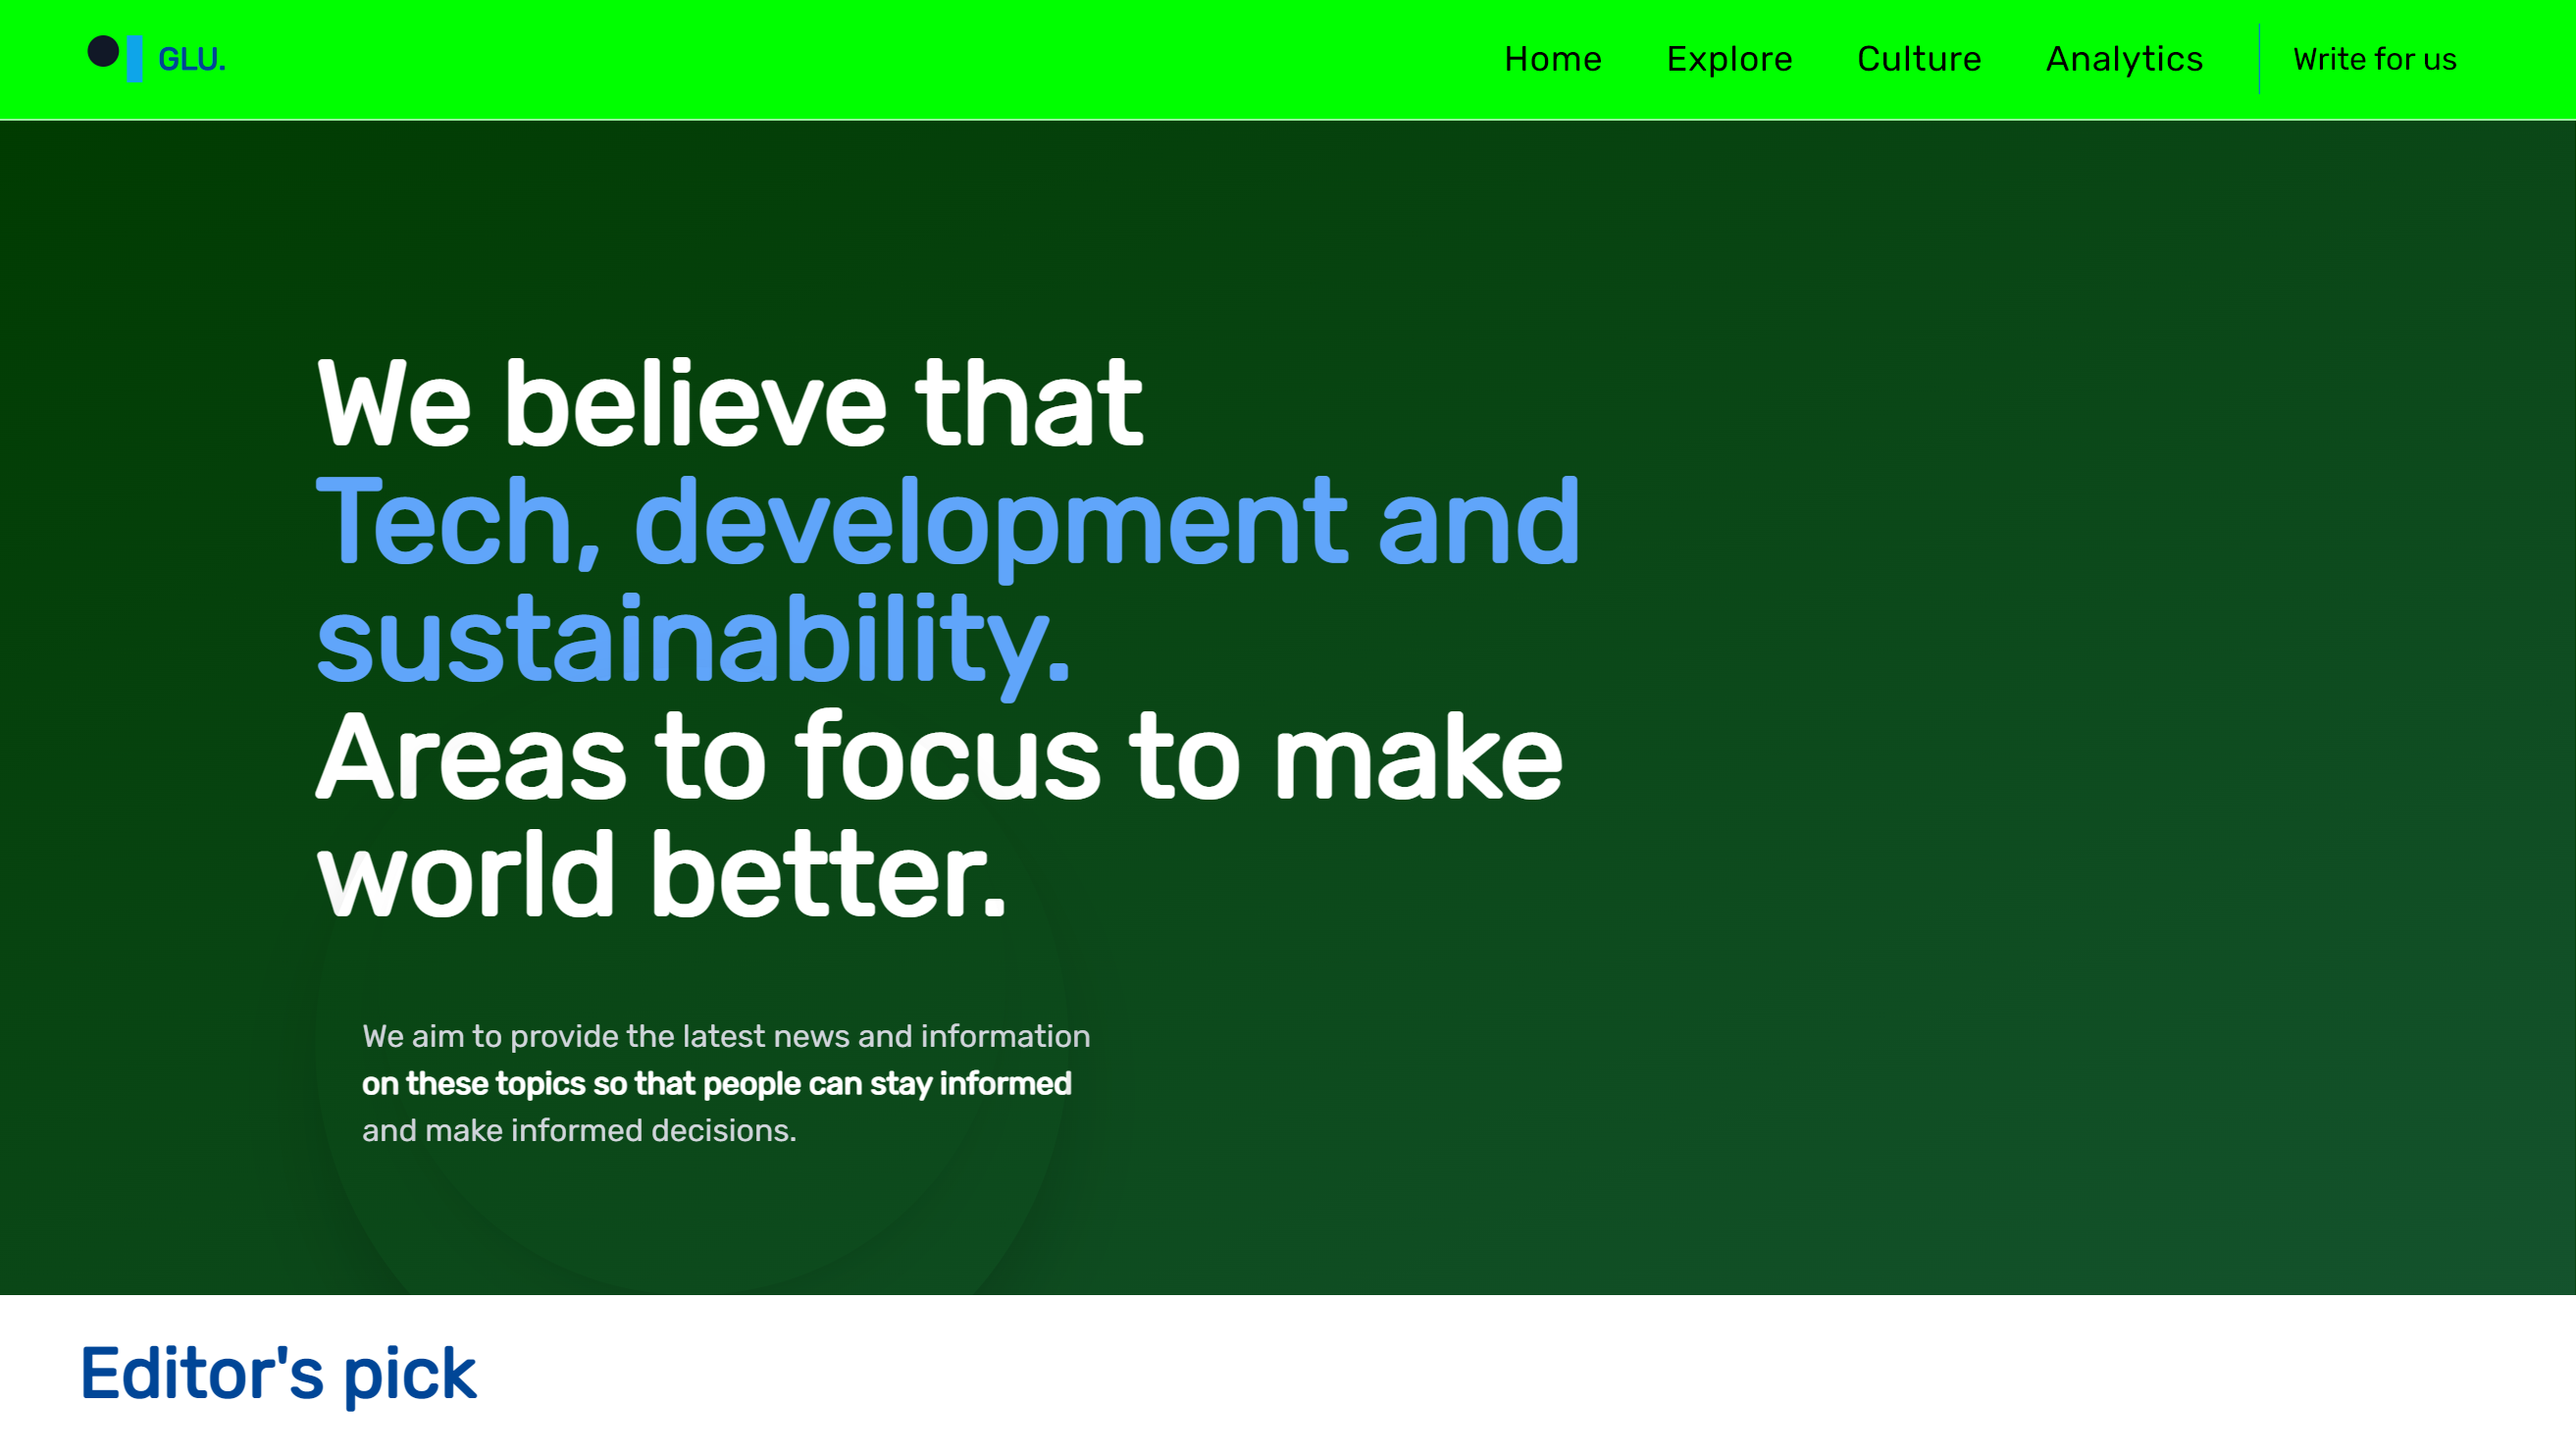 GLU.
Home Explore Culture Analytics Write for us
We believe that
Tech, development and
sustainability.
Areas to focus to make
world better.
We aim to provide the latest news and information
on these topics so that people can stay informed
and make informed decisions.
Editor's pick